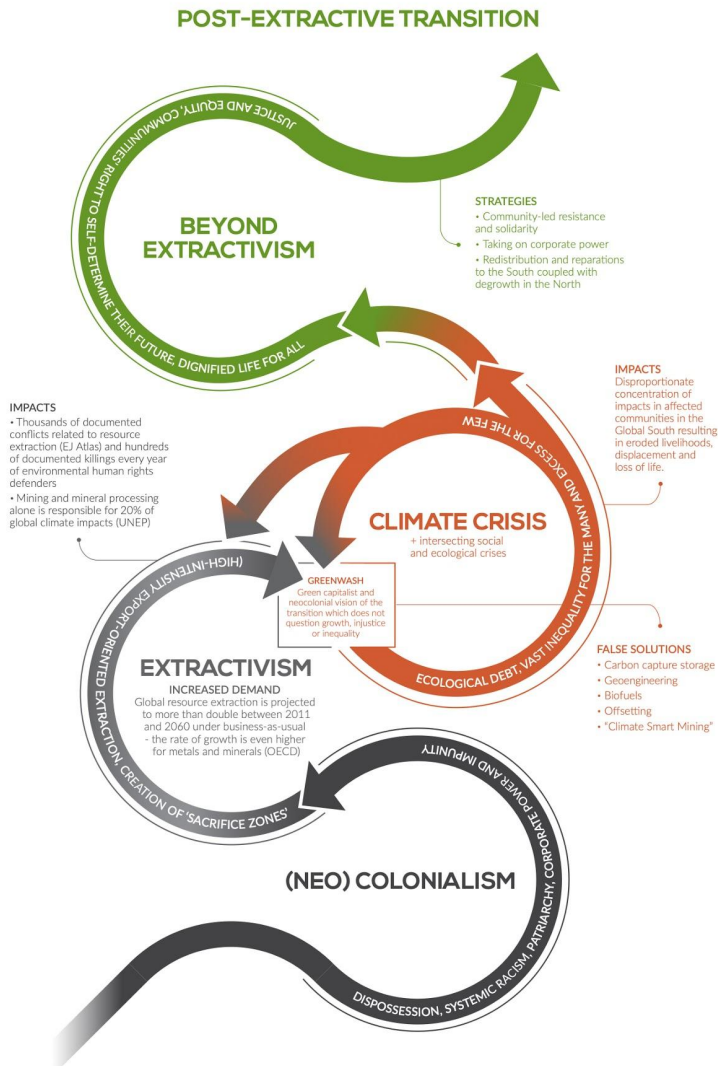 POST-EXTRACTIVE TRANSITION
JUSTICE AND EQUITY, COMMUNITIES' RIGHT TO SELF-DETERMINE THEIR FUTURE, DIGNIFIED LIFE FOR ALL
BEYOND
EXTRACTIVISM
STRATEGIES
• Community-led resistance
and solidarity
• Taking on corporate power
• Redistribution and reparations
to the South coupled with
degrowth in the North
IMPACTS
Disproportionate
concentration of
impacts in affected
communities in the
Global South resulting
in eroded livelihoods,
displacement and
loss of life.
IMPACTS
• Thousands of documented
conflicts related to resource
extraction (EJ Atlas) and hundreds
of documented killings every year
of environmental human rights
defenders
• Mining and mineral processing
alone is responsible for 20% of
global climate impacts (UNEP)
ECOLOGICAL DEBT, VAST INEQUALITY FOR THE MANY AND EXCESS FOR THE FEW
CLIMATE CRISIS
+ intersecting social
and ecological crises
GREENWASH
Green capitalist and
neocolonial vision of the
transition which does not
question growth, injustice
or inequality
FALSE SOLUTIONS
• Carbon capture storage
• Geoengineering
• Biofuels
• Offsetting
• "Climate Smart Mining"
(HIGH-INTENSITY EXPORT-ORIENTED EXTRACTION, CREATION OF 'SACRIFICE ZONES'
EXTRACTIVISM
INCREASED DEMAND
Global resource extraction is projected
to more than double between 2011
and 2060 under business-as-usual
- the rate of growth is even higher
for metals and minerals (OECD)
(NEO) COLONIALISM
DISPOSSESSION, SYSTEMIC RACISM, PATRIARCHY, CORPORATE POWER AND IMPUNITY